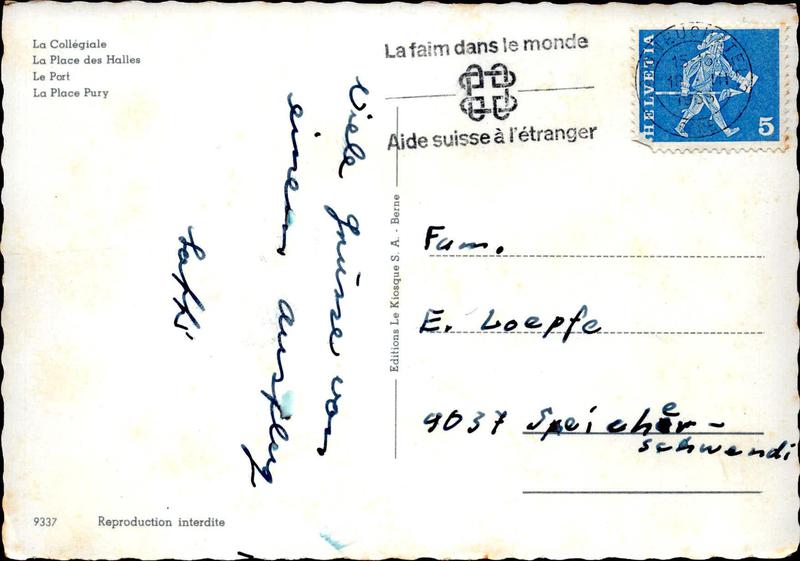 La Collégiale
La Place des Halles
Le Port
La Place Pury
La faim dans le monde
Aide suisse à l'étranger
HELVETIA
5
Viele Grüsse von
einem Ausflug
Editions Le Kiosque S. A. - Berne
Fam.
E. Loepfe
9037 Speicher-
schwendi
9337 Reproduction interdite